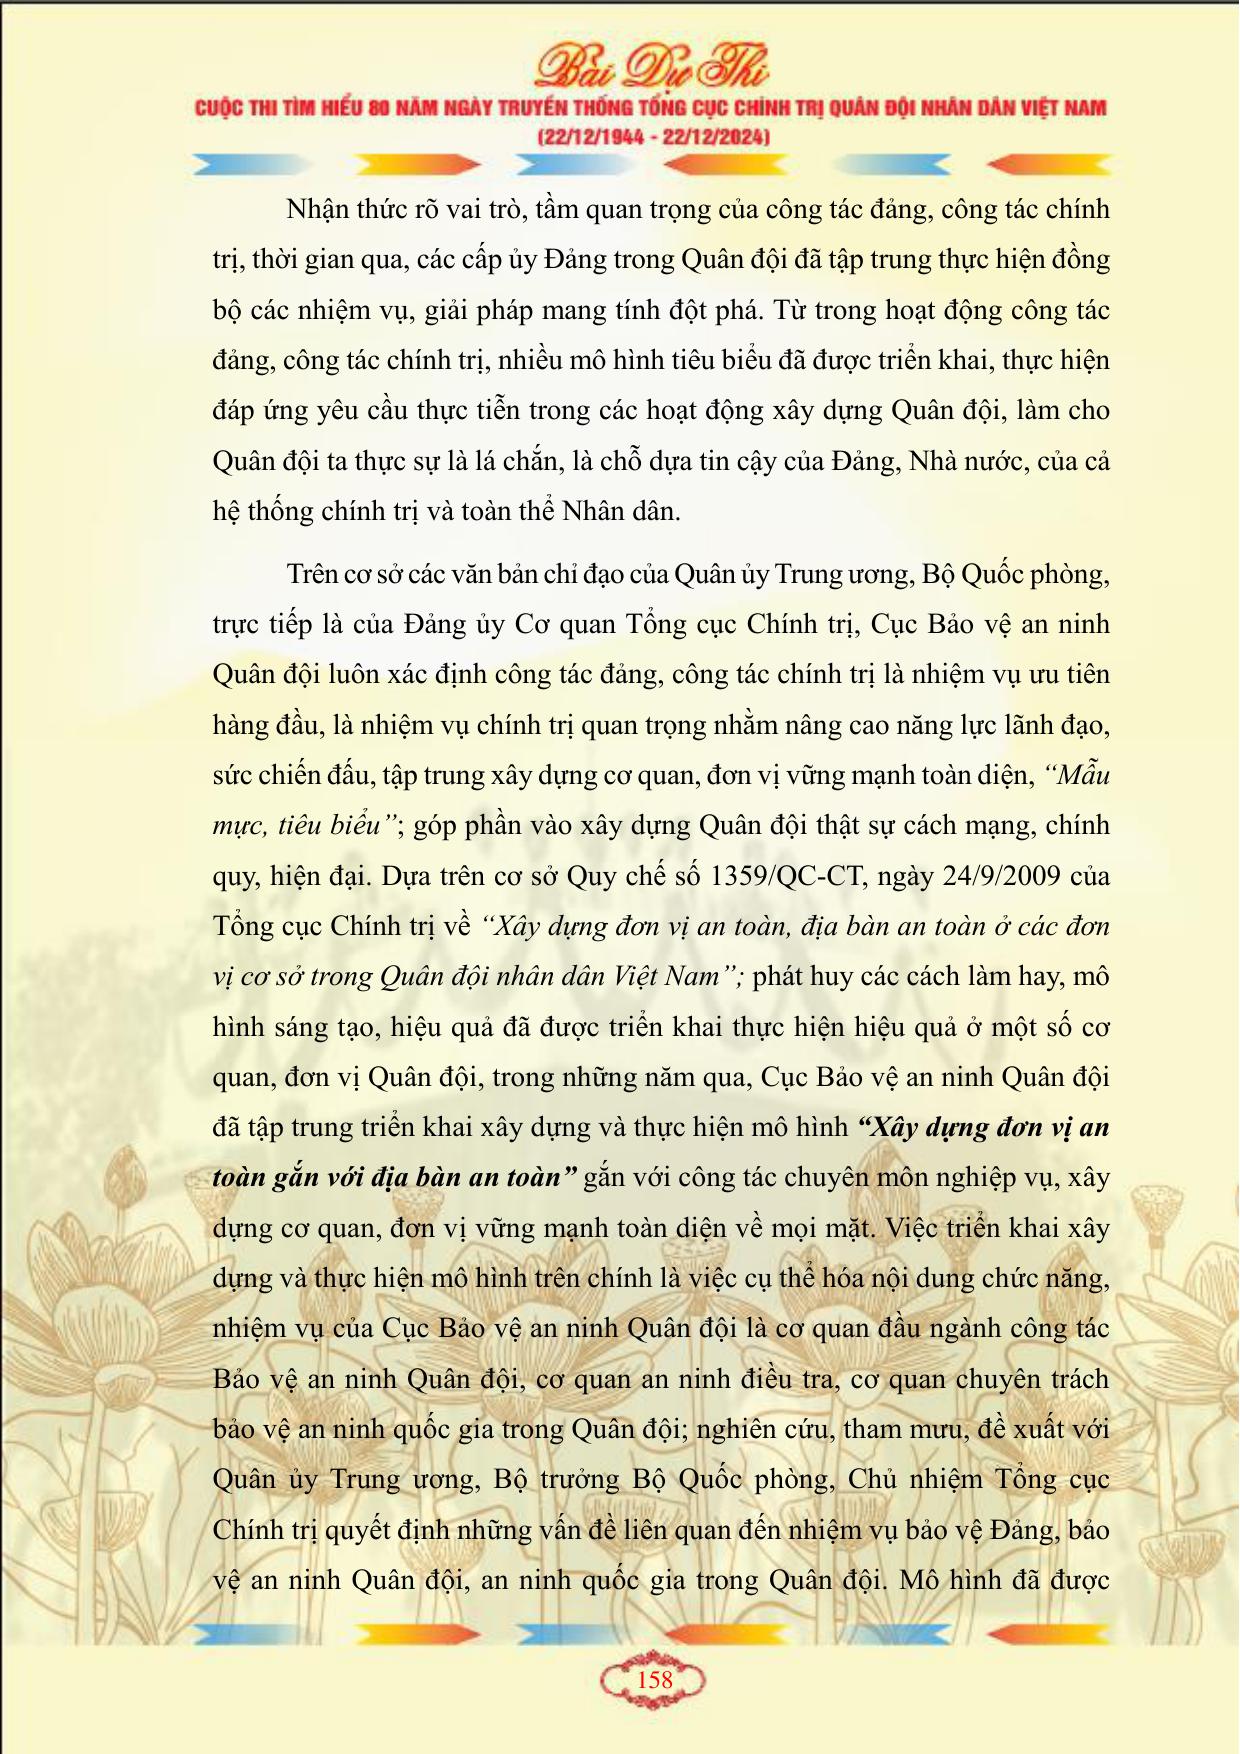 Bài Dự Thi
CUỘC THI TÌM HIỂU 80 NĂM NGÀY TRUYỀN THỐNG TỔNG CỤC CHÍNH TRỊ QUÂN ĐỘI NHÂN DÂN VIỆT NAM
(22/12/1944 - 22/12/2024)
Nhận thức rõ vai trò, tầm quan trọng của công tác đảng, công tác chính
trị, thời gian qua, các cấp ủy Đảng trong Quân đội đã tập trung thực hiện đồng
bộ các nhiệm vụ, giải pháp mang tính đột phá. Từ trong hoạt động công tác
đảng, công tác chính trị, nhiều mô hình tiêu biểu đã được triển khai, thực hiện
đáp ứng yêu cầu thực tiễn trong các hoạt động xây dựng Quân đội, làm cho
Quân đội ta thực sự là lá chắn, là chỗ dựa tin cậy của Đảng, Nhà nước, của cả
hệ thống chính trị và toàn thể Nhân dân.
Trên cơ sở các văn bản chỉ đạo của Quân ủy Trung ương, Bộ Quốc phòng,
trực tiếp là của Đảng ủy Cơ quan Tổng cục Chính trị, Cục Bảo vệ an ninh
Quân đội luôn xác định công tác đảng, công tác chính trị là nhiệm vụ ưu tiên
hàng đầu, là nhiệm vụ chính trị quan trọng nhằm nâng cao năng lực lãnh đạo,
sức chiến đấu, tập trung xây dựng cơ quan, đơn vị vững mạnh toàn diện, “Mẫu
mực, tiêu biểu”; góp phần vào xây dựng Quân đội thật sự cách mạng, chính
quy, hiện đại. Dựa trên cơ sở Quy chế số 1359/QC-CT, ngày 24/9/2009 của
Tổng cục Chính trị về “Xây dựng đơn vị an toàn, địa bàn an toàn ở các đơn
vị cơ sở trong Quân đội nhân dân Việt Nam”; phát huy các cách làm hay, mô
hình sáng tạo, hiệu quả đã được triển khai thực hiện hiệu quả ở một số cơ
quan, đơn vị Quân đội, trong những năm qua, Cục Bảo vệ an ninh Quân đội
đã tập trung triển khai xây dựng và thực hiện mô hình “Xây dựng đơn vị an
toàn gắn với địa bàn an toàn” gắn với công tác chuyên môn nghiệp vụ, xây
dựng cơ quan, đơn vị vững mạnh toàn diện về mọi mặt. Việc triển khai xây
dựng và thực hiện mô hình trên chính là việc cụ thể hóa nội dung chức năng,
nhiệm vụ của Cục Bảo vệ an ninh Quân đội là cơ quan đầu ngành công tác
Bảo vệ an ninh Quân đội, cơ quan an ninh điều tra, cơ quan chuyên trách
bảo vệ an ninh quốc gia trong Quân đội; nghiên cứu, tham mưu, đề xuất với
Quân ủy Trung ương, Bộ trưởng Bộ Quốc phòng, Chủ nhiệm Tổng cục
Chính trị quyết định những vấn đề liên quan đến nhiệm vụ bảo vệ Đảng, bảo
vệ an ninh Quân đội, an ninh quốc gia trong Quân đội. Mô hình đã được
158